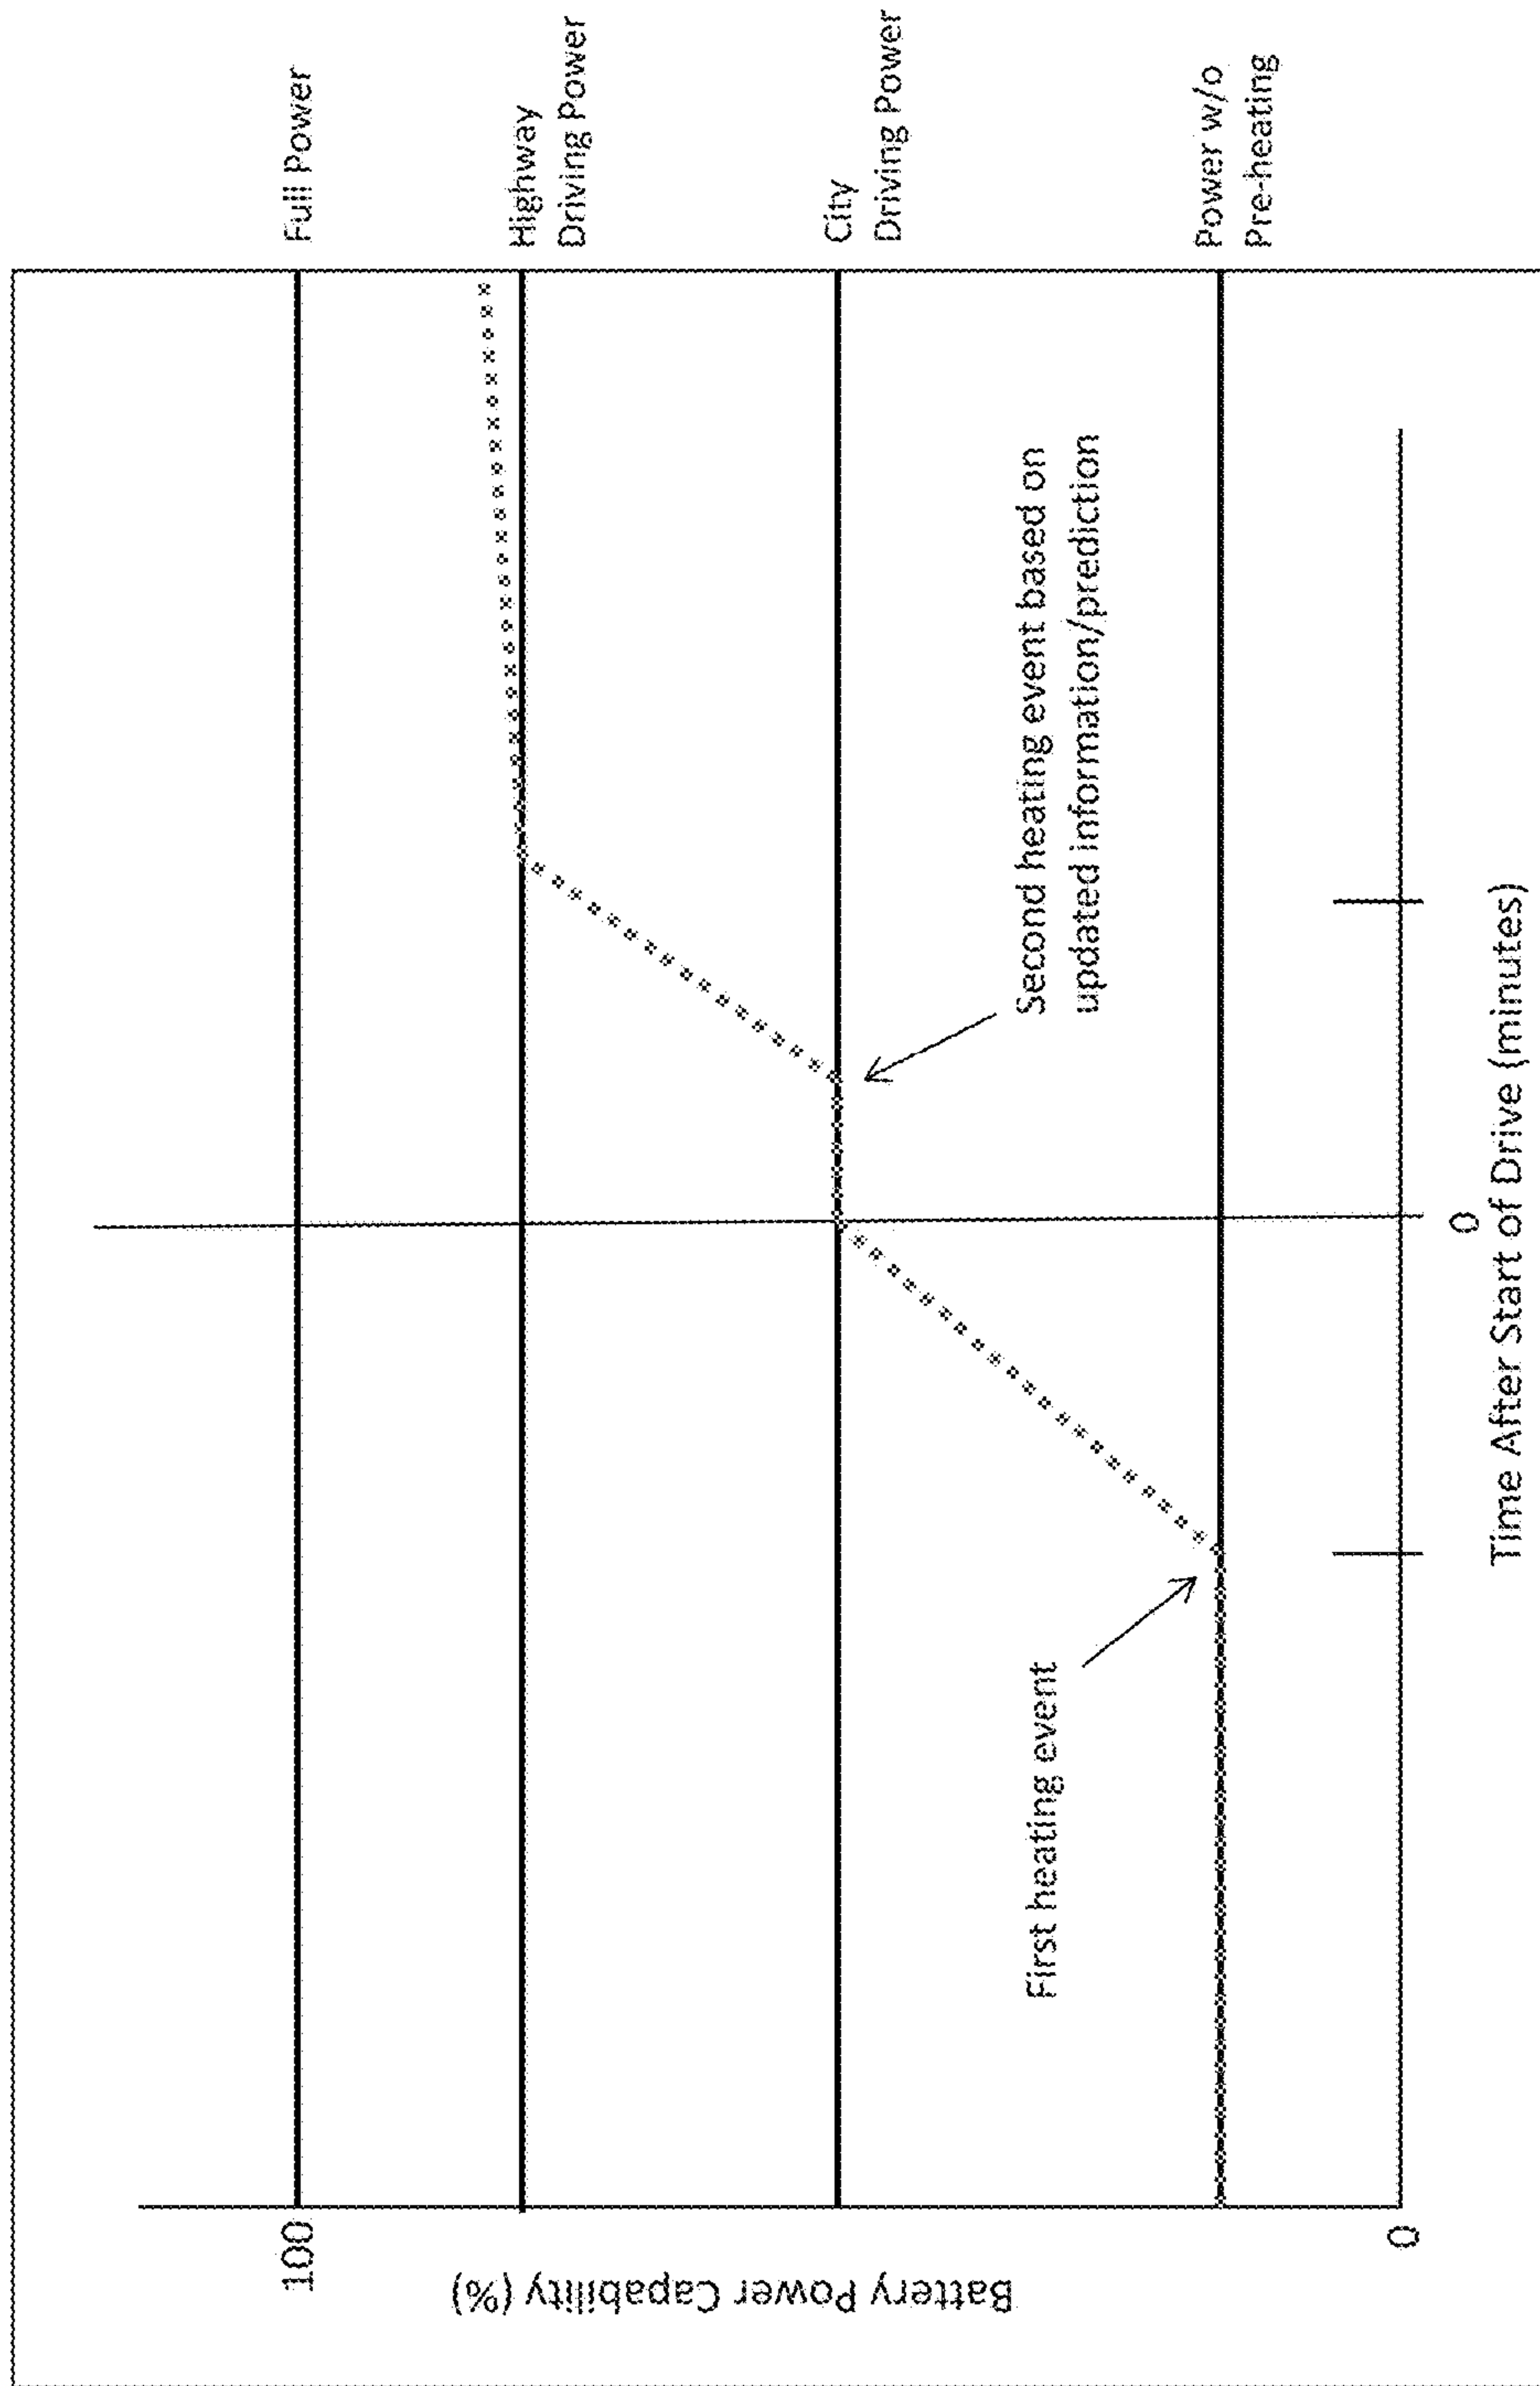 Full Power
Highway
Driving Power
City
Driving Power
Power w/o
Pre-heating
100
Battery Power Capability (%)
0
First heating event
Second heating event based on
updated information/prediction
0
Time After Start of Drive (minutes)